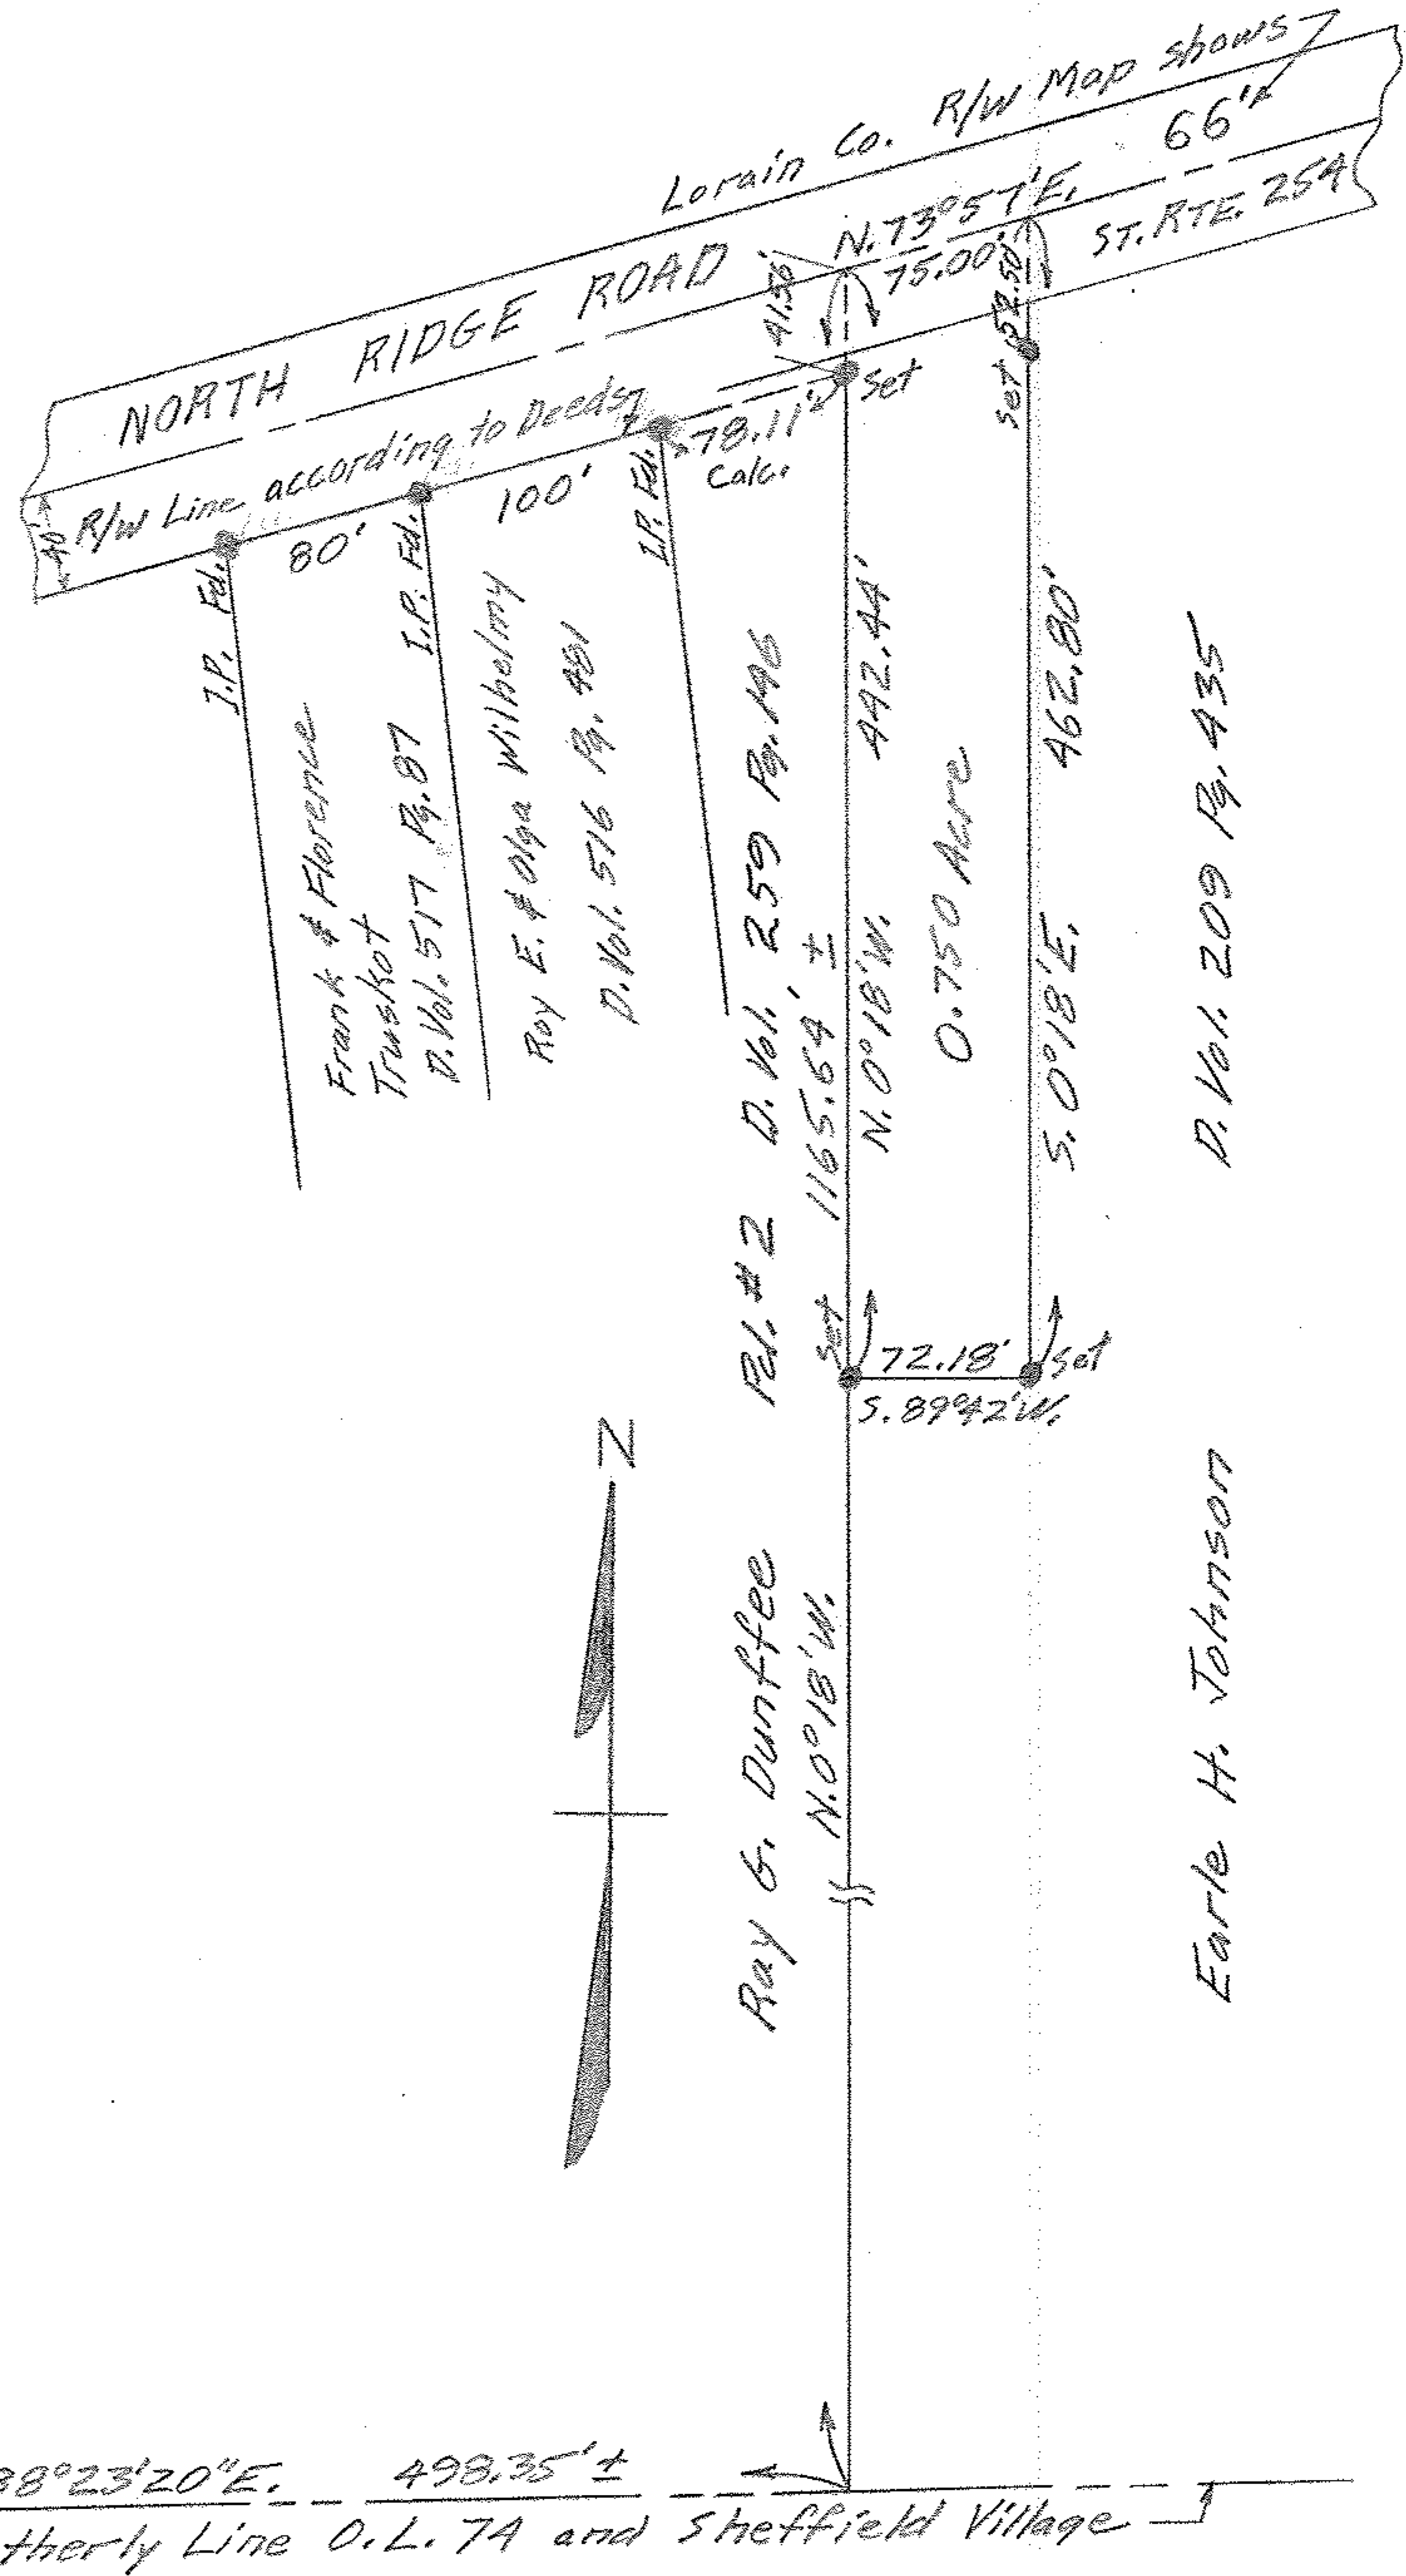 Lorain Co. R/W Map shows
66'
NORTH RIDGE ROAD
N. 73° 57' E.
75.00'
ST. RTE. 254
41.56'
52.50'
Set
Set
R/W Line according to Deeds
40'
80'
100'
78.11'
Calc.
I.P. Fd.
I.P. Fd.
I.P. Fd.
Frank & Florence
Truskot
D. Vol. 517 Pg. 87
Roy E. & Olga Wilhelmy
D. Vol. 516 Pg. 481
Ray G. Dunffee Pcl. #2 D. Vol. 259 Pg. 146
N. 0° 18' W. 1165.64' ±
N. 0° 18' W. 442.44'
0.750 Acre
S. 0° 18' E. 462.80'
Earle H. Johnson D. Vol. 209 Pg. 435
Set
72.18'
Set
S. 89° 42' W.
N
88° 23' 20" E. 498.35' ±
therly Line O.L. 74 and Sheffield Village